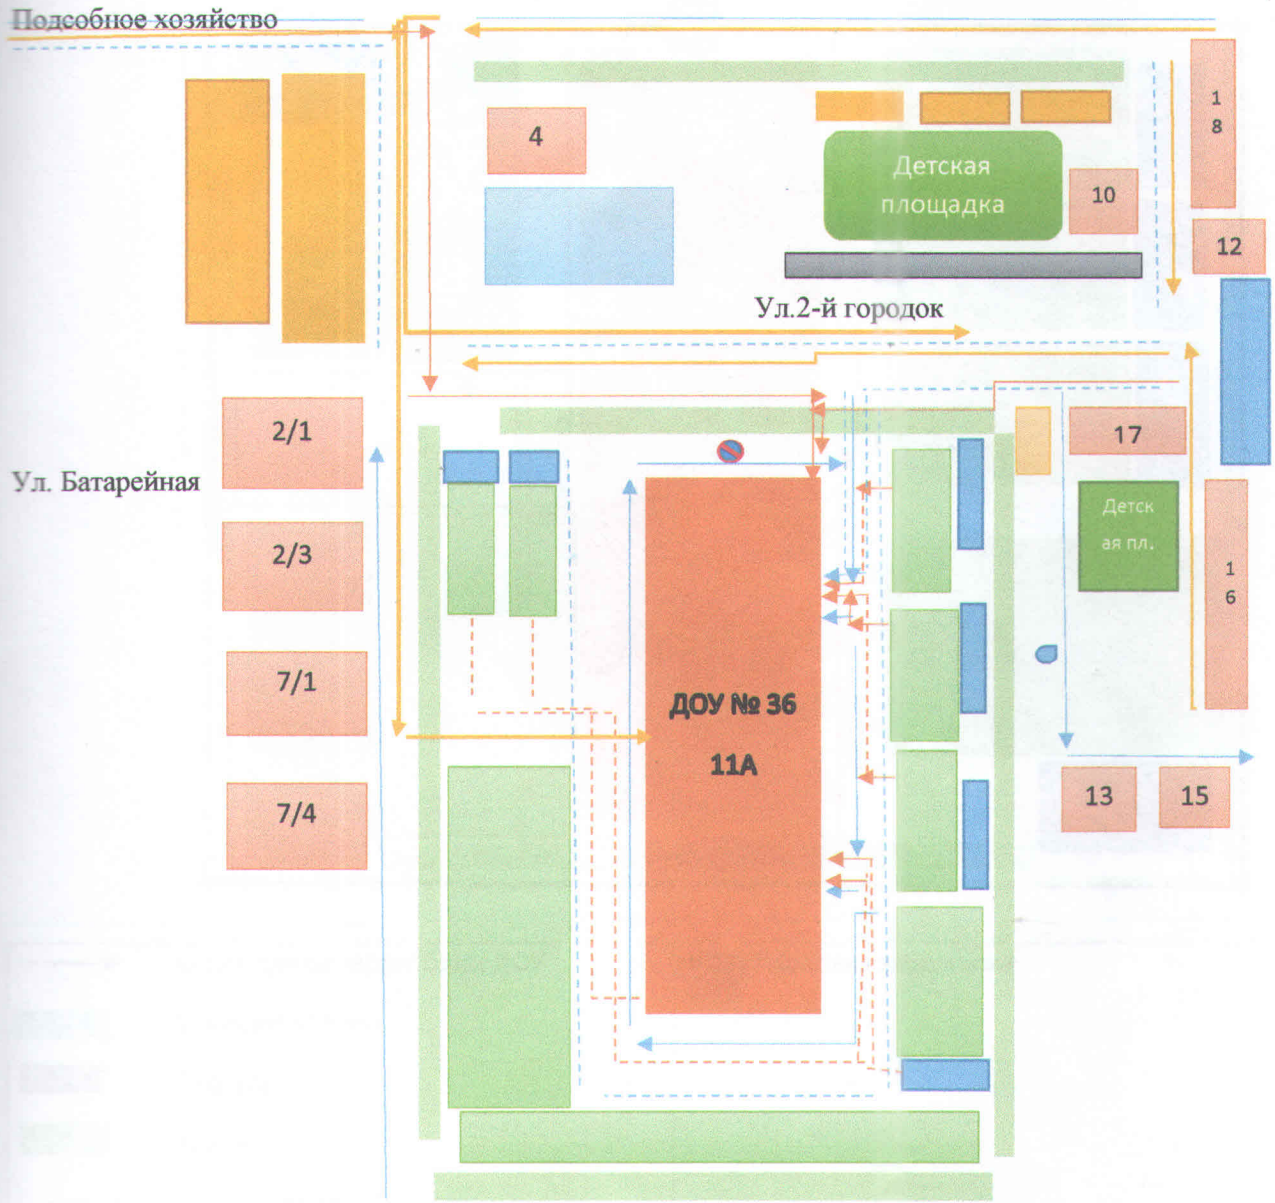 Подсобное хозяйство
1
8
4
Детская
площадка
10
12
Ул.2-й городок
2/1
17
Ул. Батарейная
Детск
ая пл.
2/3
1
6
7/1
ДОУ № 36
11А
7/4
13
15